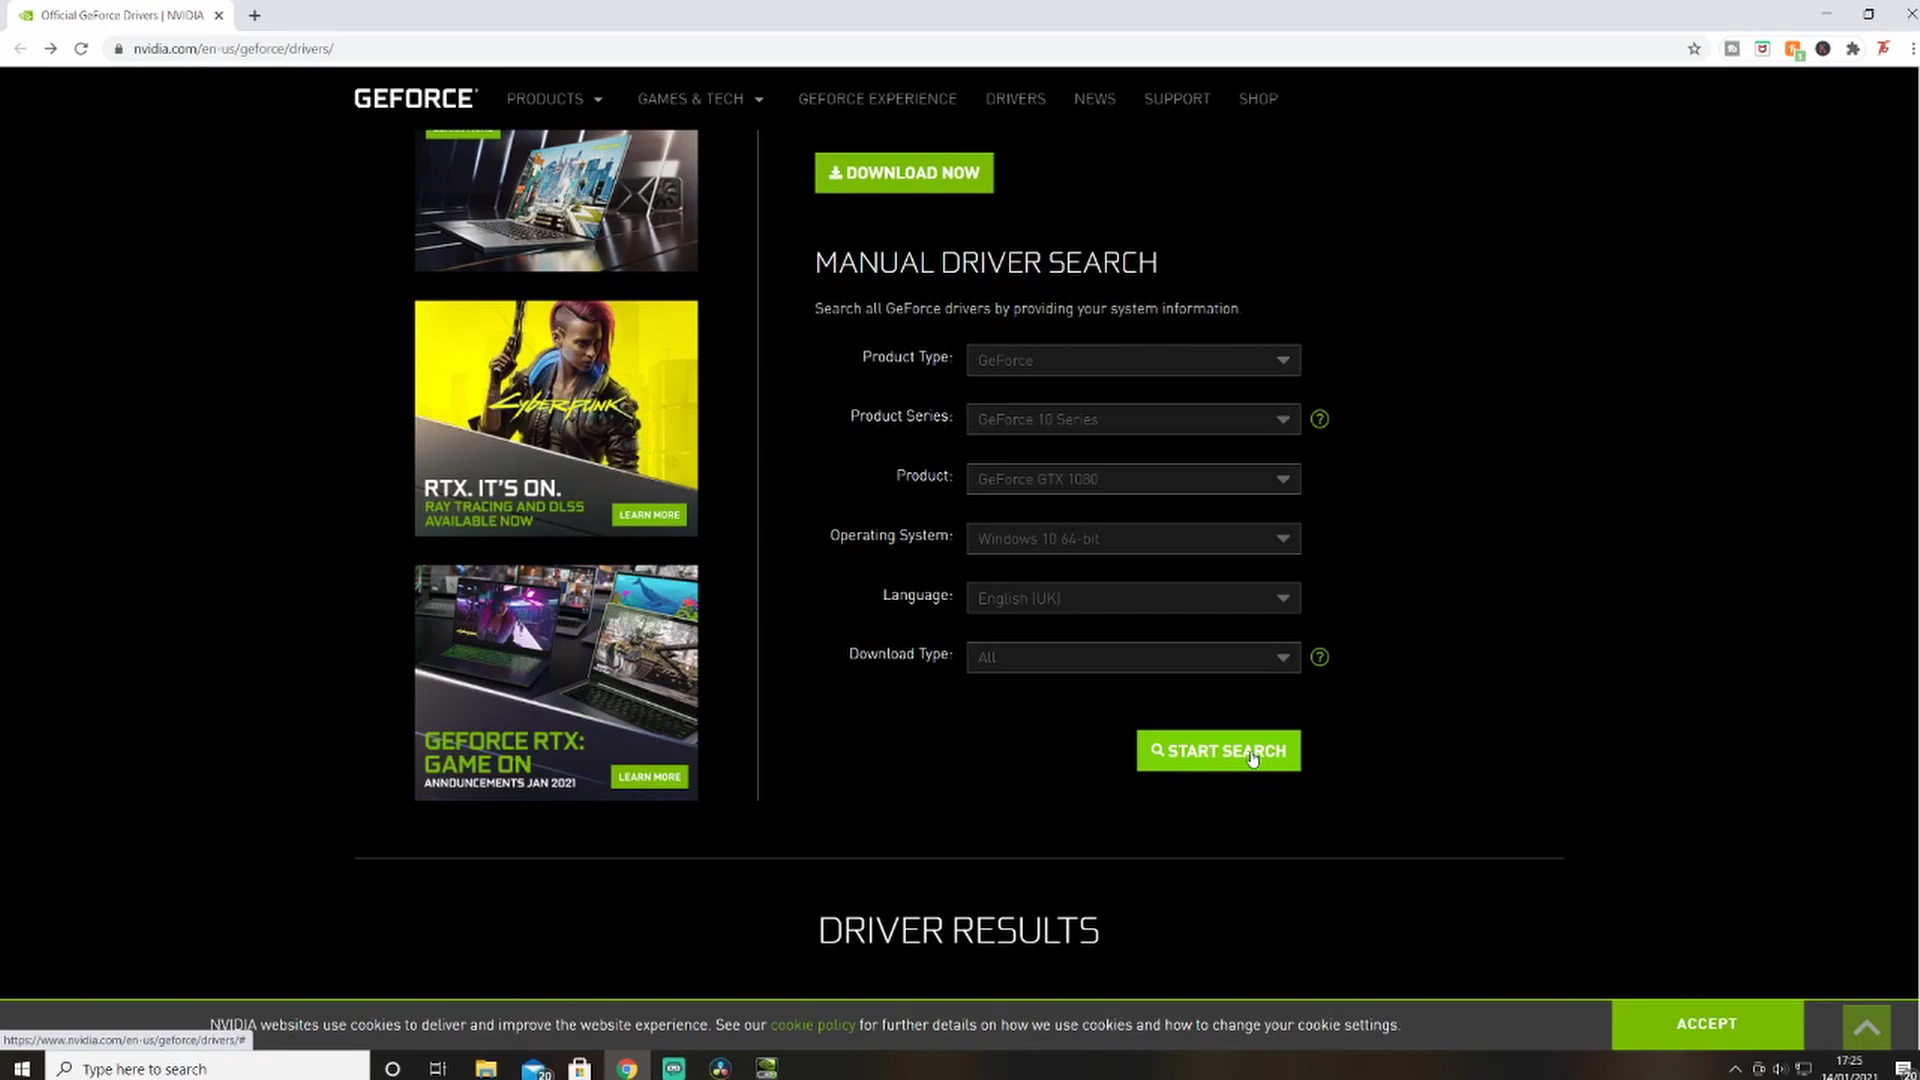 Official GeForce Drivers | NVIDIA
nvidia.com/en-us/geforce/drivers/
GEFORCE
PRODUCTS
GAMES & TECH
GEFORCE EXPERIENCE
DRIVERS
NEWS
SUPPORT
SHOP
DOWNLOAD NOW
MANUAL DRIVER SEARCH
Search all GeForce drivers by providing your system information.
Product Type: GeForce
Product Series: GeForce 10 Series ?
Product: GeForce GTX 1080
Operating System: Windows 10 64-bit
Language: English (UK)
Download Type: All ?
START SEARCH
CYBERPUNK
RTX. IT'S ON.
RAY TRACING AND DLSS
AVAILABLE NOW
LEARN MORE
GEFORCE RTX:
GAME ON
ANNOUNCEMENTS JAN 2021
LEARN MORE
DRIVER RESULTS
NVIDIA websites use cookies to deliver and improve the website experience. See our cookie policy for further details on how we use cookies and how to change your cookie settings.
ACCEPT
https://www.nvidia.com/en-us/geforce/drivers/#
Type here to search
20
17:25
14/01/2021
20